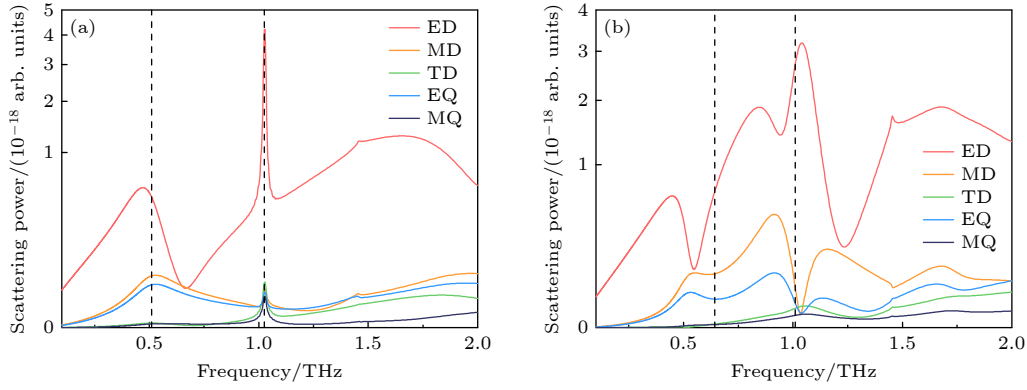 (a)
ED
MD
TD
EQ
MQ
Scattering power/(10⁻¹⁸ arb. units)
5
4
3
2
1
0
0.5
1.0
1.5
2.0
Frequency/THz
(b)
ED
MD
TD
EQ
MQ
Scattering power/(10⁻¹⁸ arb. units)
4
3
2
1
0
0.5
1.0
1.5
2.0
Frequency/THz